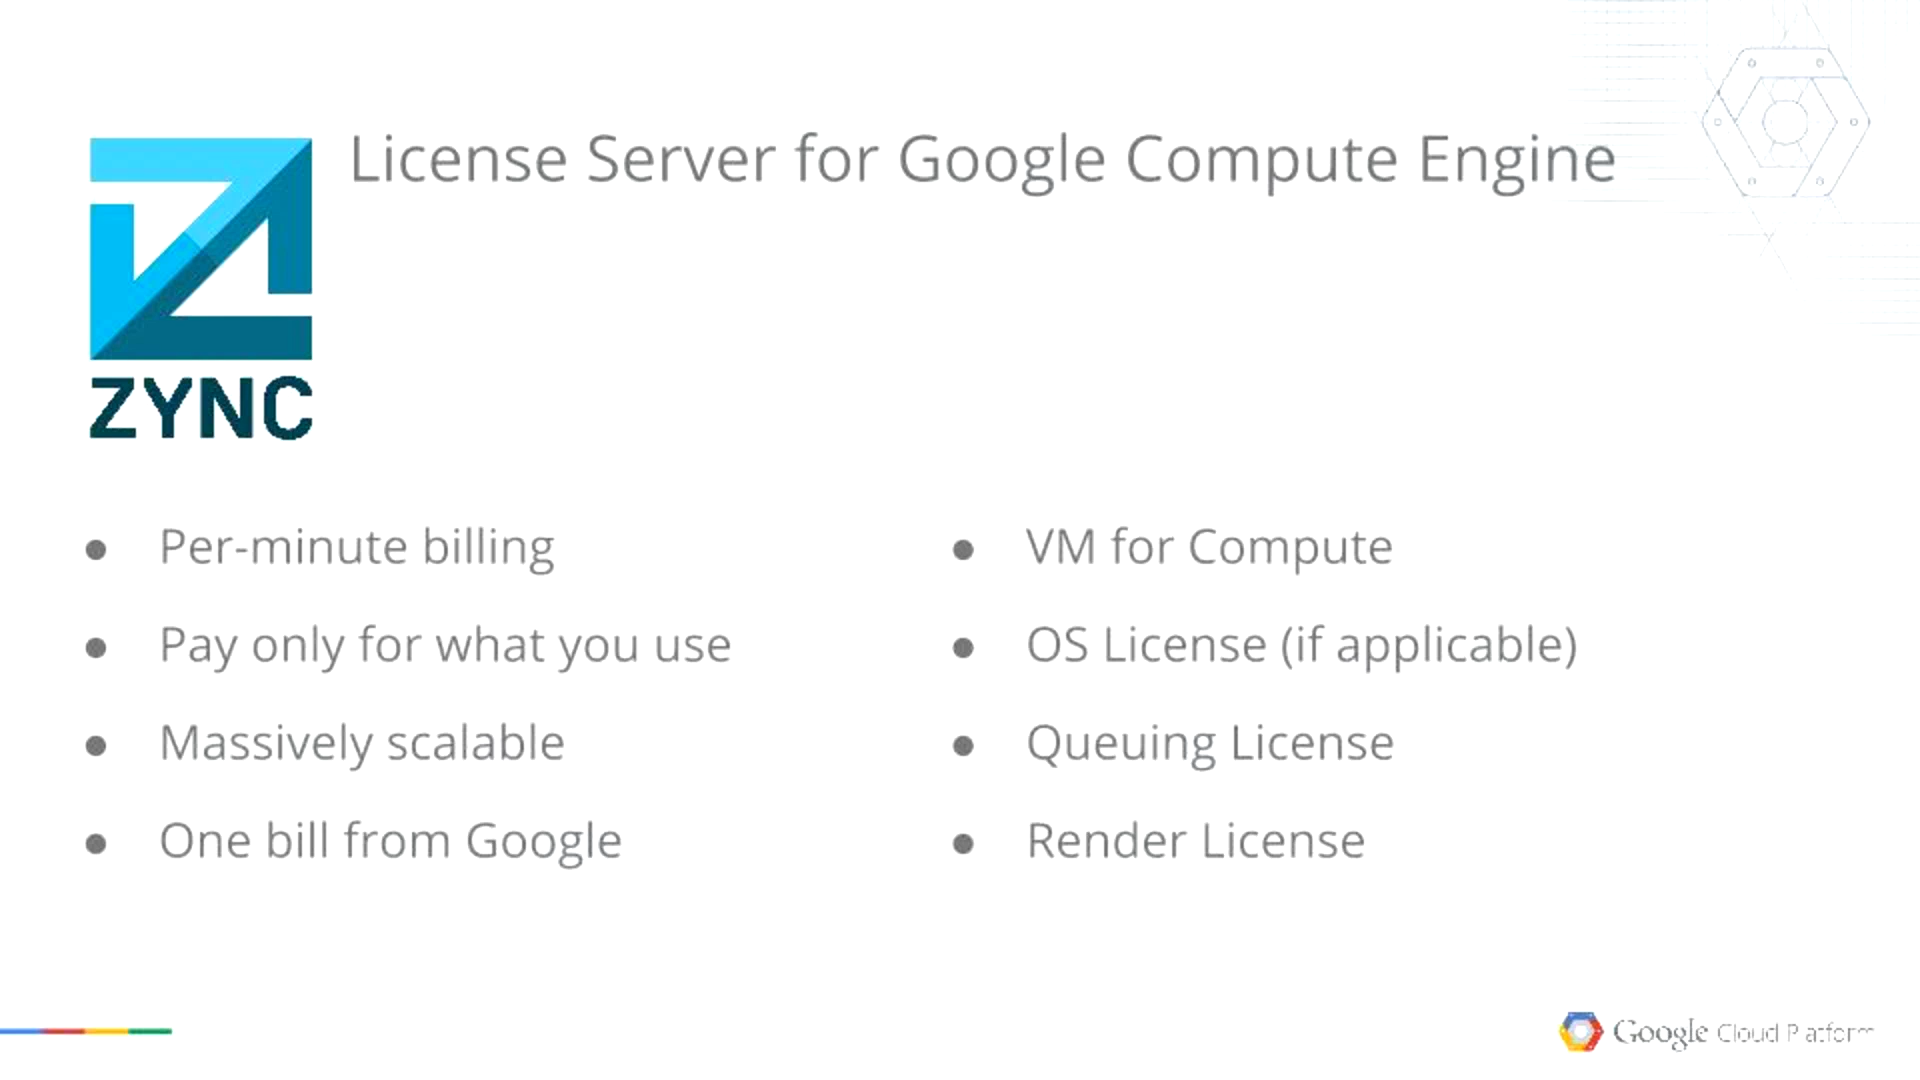 License Server for Google Compute Engine
ZYNC
● Per-minute billing
● Pay only for what you use
● Massively scalable
● One bill from Google
● VM for Compute
● OS License (if applicable)
● Queuing License
● Render License
Google Cloud Platform